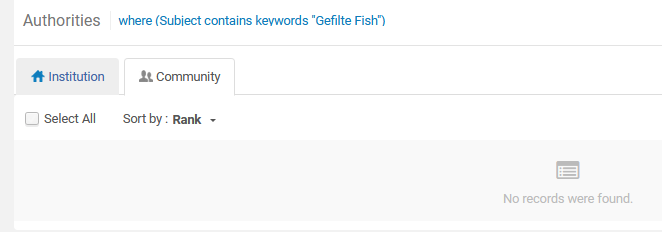 Authorities where (Subject contains keywords "Gefilte Fish")
Institution Community
Select All Sort by : Rank
No records were found.